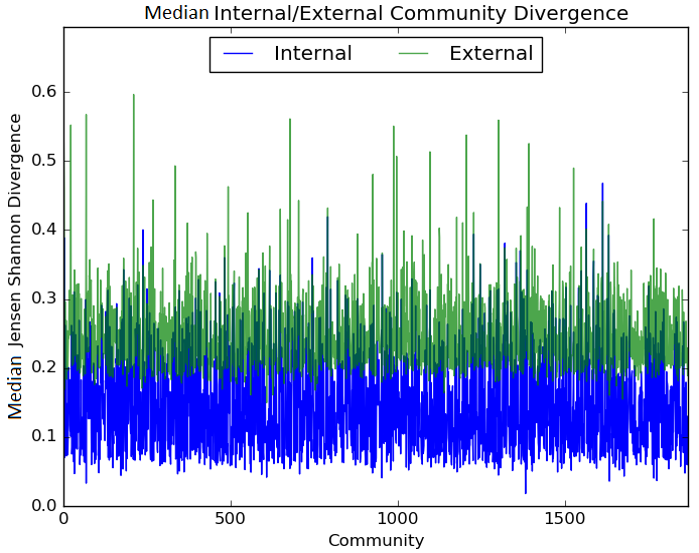 Median Internal/External Community Divergence
Internal
External
Median Jensen Shannon Divergence
0.6
0.5
0.4
0.3
0.2
0.1
0.0
0
500
1000
1500
Community